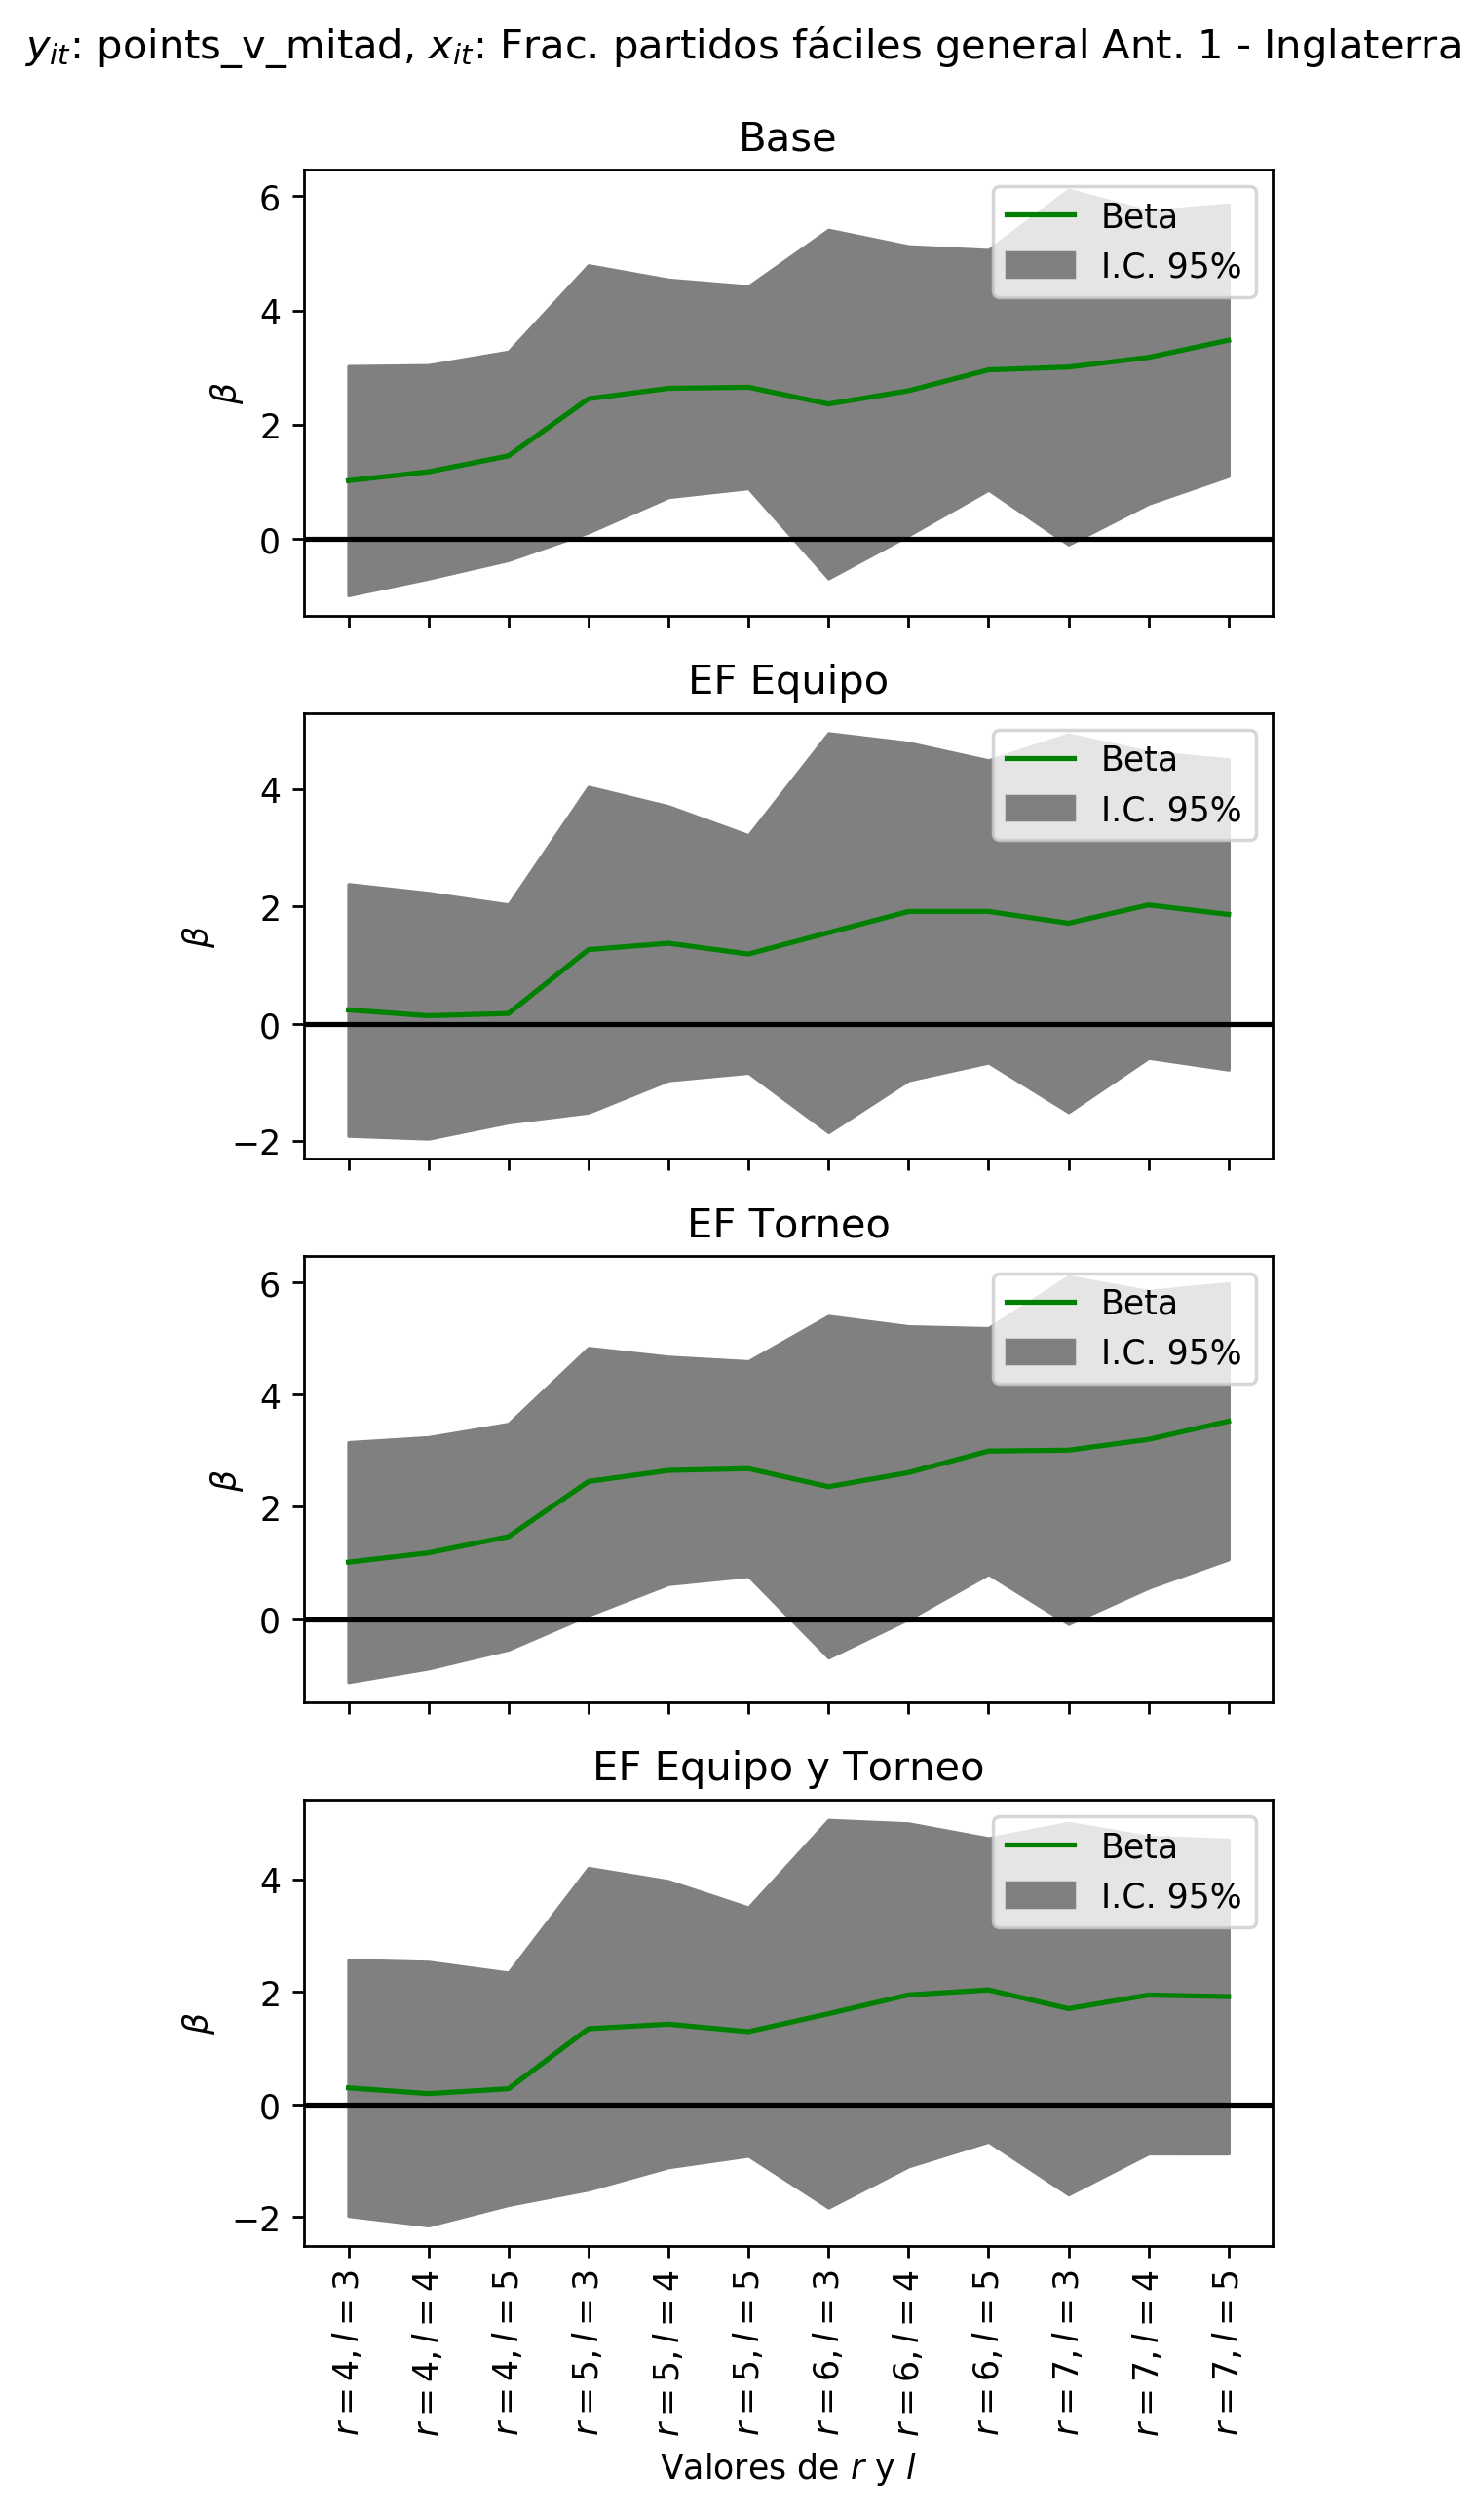 y_it: points_v_mitad, x_it: Frac. partidos fáciles general Ant. 1 - Inglaterra
Base
6
4
2
0
β
Beta
I.C. 95%
EF Equipo
4
2
0
−2
β
Beta
I.C. 95%
EF Torneo
6
4
2
0
β
Beta
I.C. 95%
EF Equipo y Torneo
4
2
0
−2
β
Beta
I.C. 95%
r = 4, l = 3
r = 4, l = 4
r = 4, l = 5
r = 5, l = 3
r = 5, l = 4
r = 5, l = 5
r = 6, l = 3
r = 6, l = 4
r = 6, l = 5
r = 7, l = 3
r = 7, l = 4
r = 7, l = 5
Valores de r y l